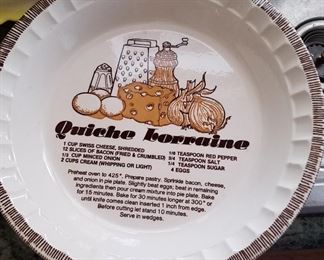 Quiche Lorraine
1 CUP SWISS CHEESE, SHREDDED
12 SLICES OF BACON (FRIED & CRUMBLED)
1/3 CUP MINCED ONION
2 CUPS CREAM (WHIPPING OR LIGHT)
1/8 TEASPOON RED PEPPER
3/4 TEASPOON SALT
1/4 TEASPOON SUGAR
4 EGGS
Preheat oven to 425°. Prepare pastry. Sprinkle bacon, cheese,
and onion in pie plate. Slightly beat eggs; beat in remaining
ingredients then pour cream mixture into pie plate. Bake
for 15 minutes. Bake for 30 minutes longer at 300° or
until knife comes clean inserted 1 inch from edge.
Before cutting let stand 10 minutes.
Serve in wedges.